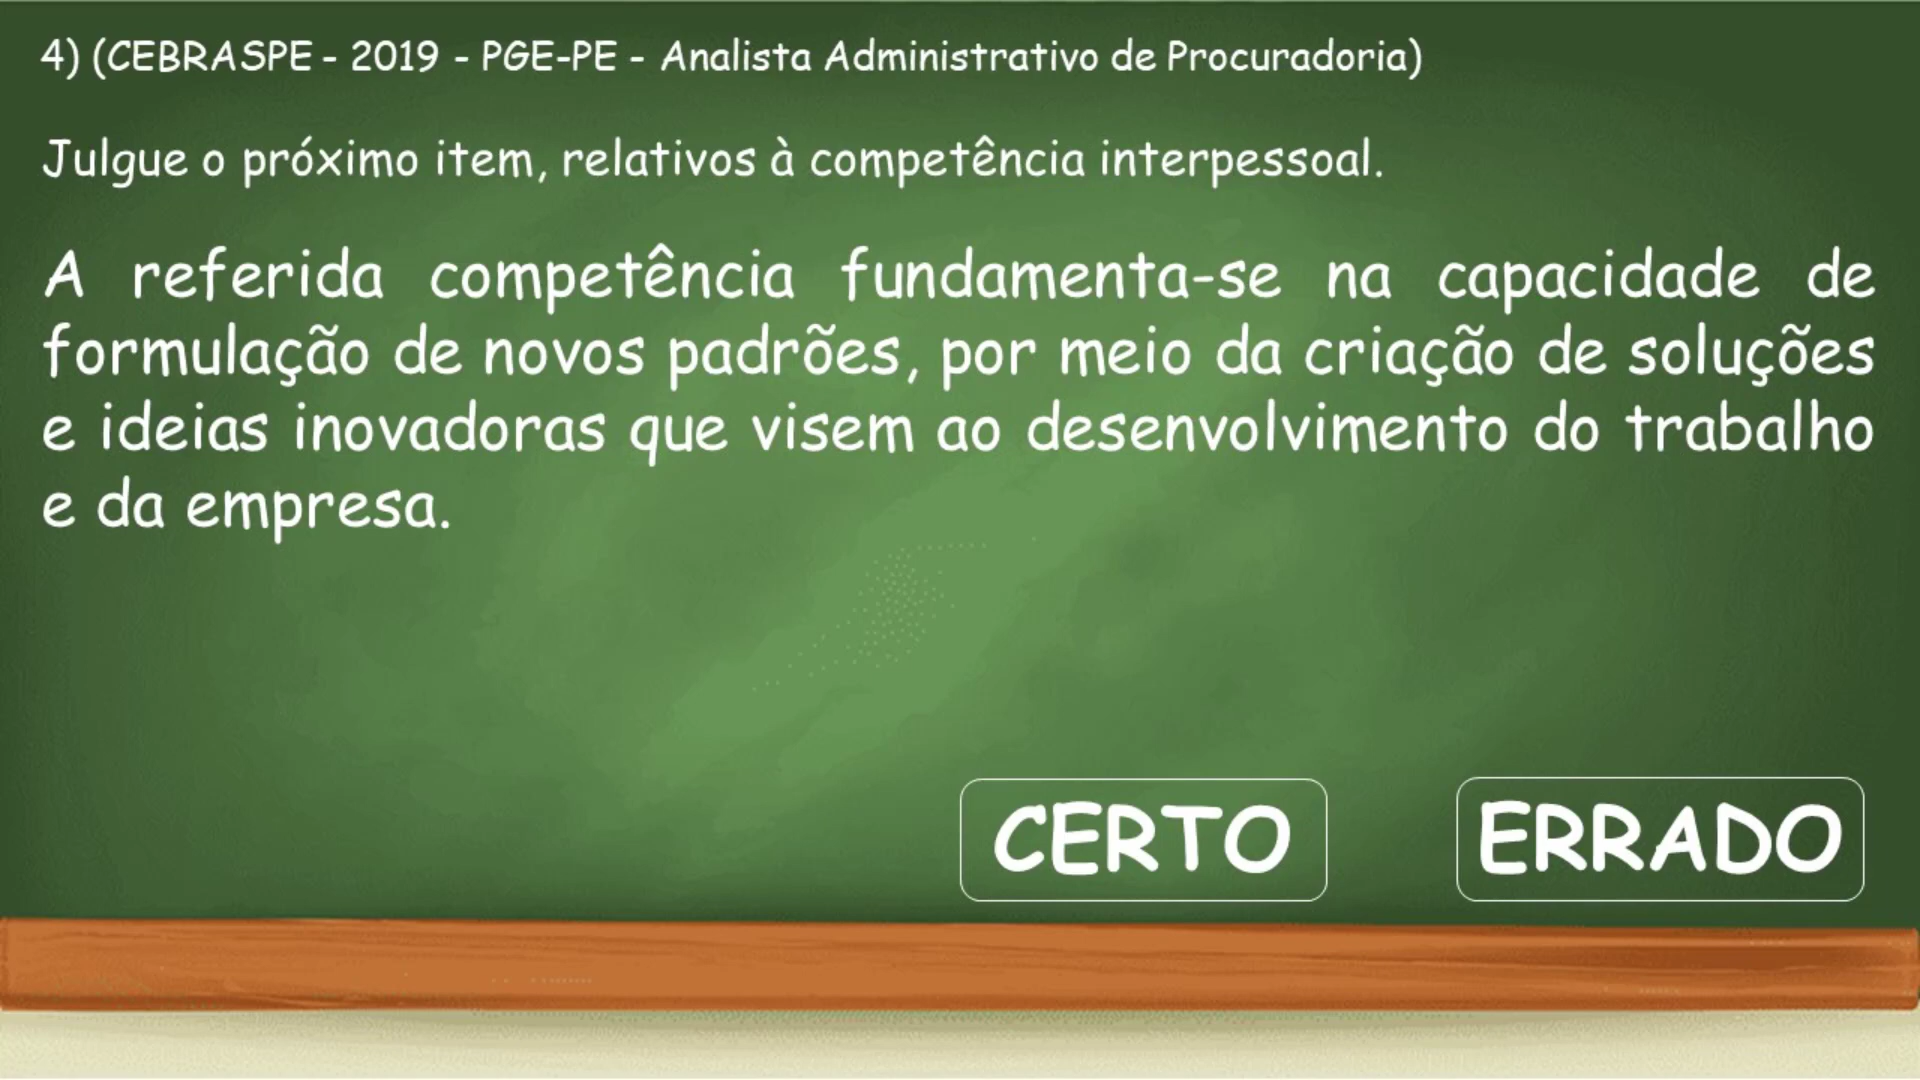 4) (CEBRASPE - 2019 - PGE-PE - Analista Administrativo de Procuradoria)
Julgue o próximo item, relativos à competência interpessoal.
A referida competência fundamenta-se na capacidade de
formulação de novos padrões, por meio da criação de soluções
e ideias inovadoras que visem ao desenvolvimento do trabalho
e da empresa.
CERTO ERRADO